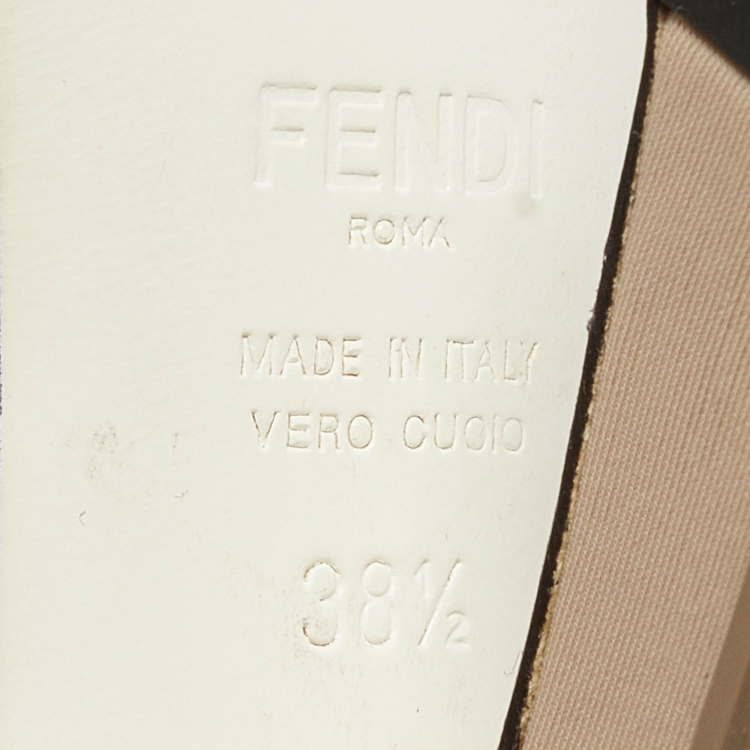 FENDI
ROMA
MADE IN ITALY
VERO CUOIO
38½